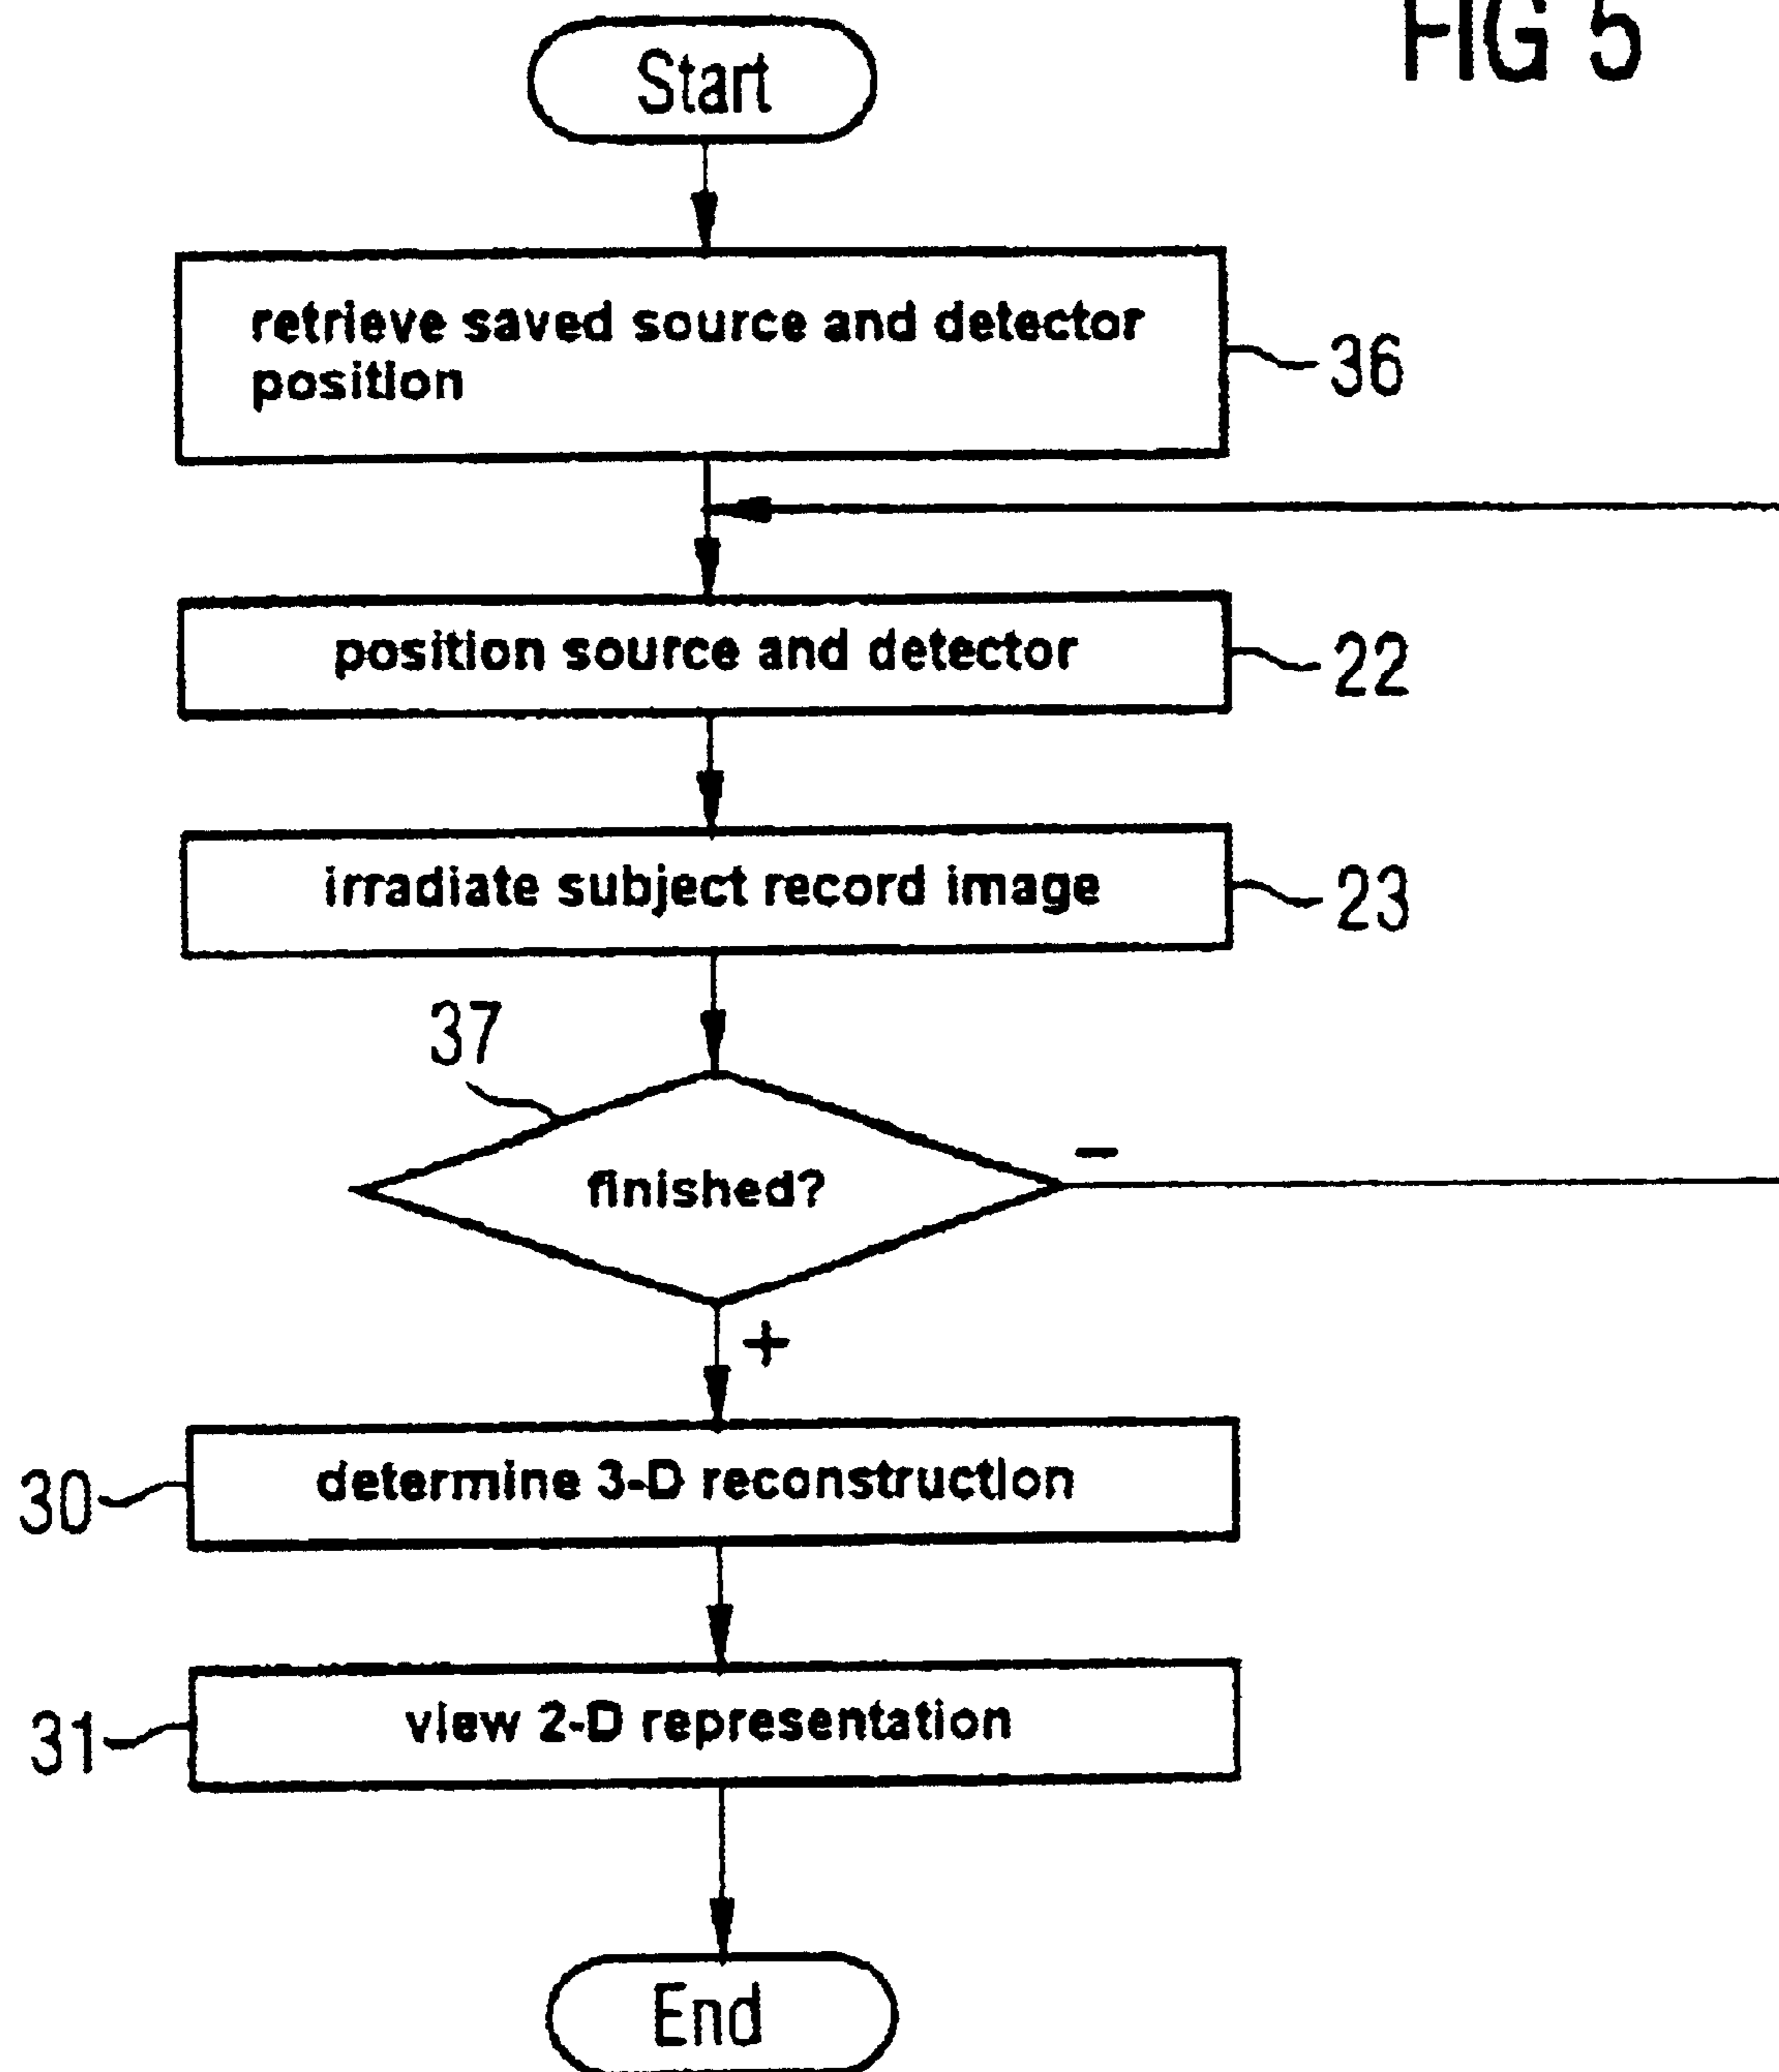 FIG 5
Start
retrieve saved source and detector
position
36
position source and detector
22
irradiate subject record image
23
37
finished?
-
+
determine 3-D reconstruction
30
view 2-D representation
31
End